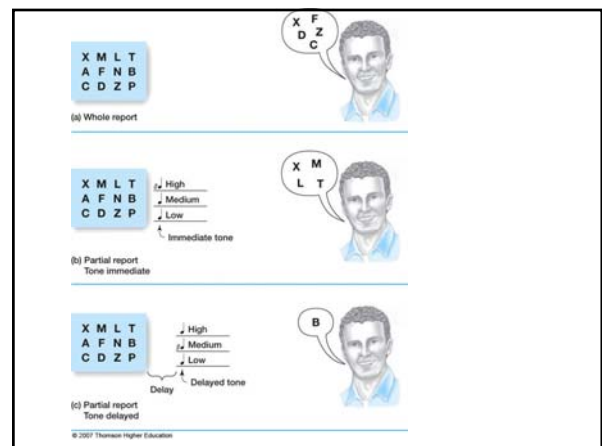 X M L T
A F N B
C D Z P
X F
D Z
C
(a) Whole report
X M L T
A F N B
C D Z P
High
Medium
Low
Immediate tone
X M
L T
(b) Partial report
Tone immediate
X M L T
A F N B
C D Z P
High
Medium
Low
Delay
Delayed tone
B
(c) Partial report
Tone delayed
© 2007 Thomson Higher Education